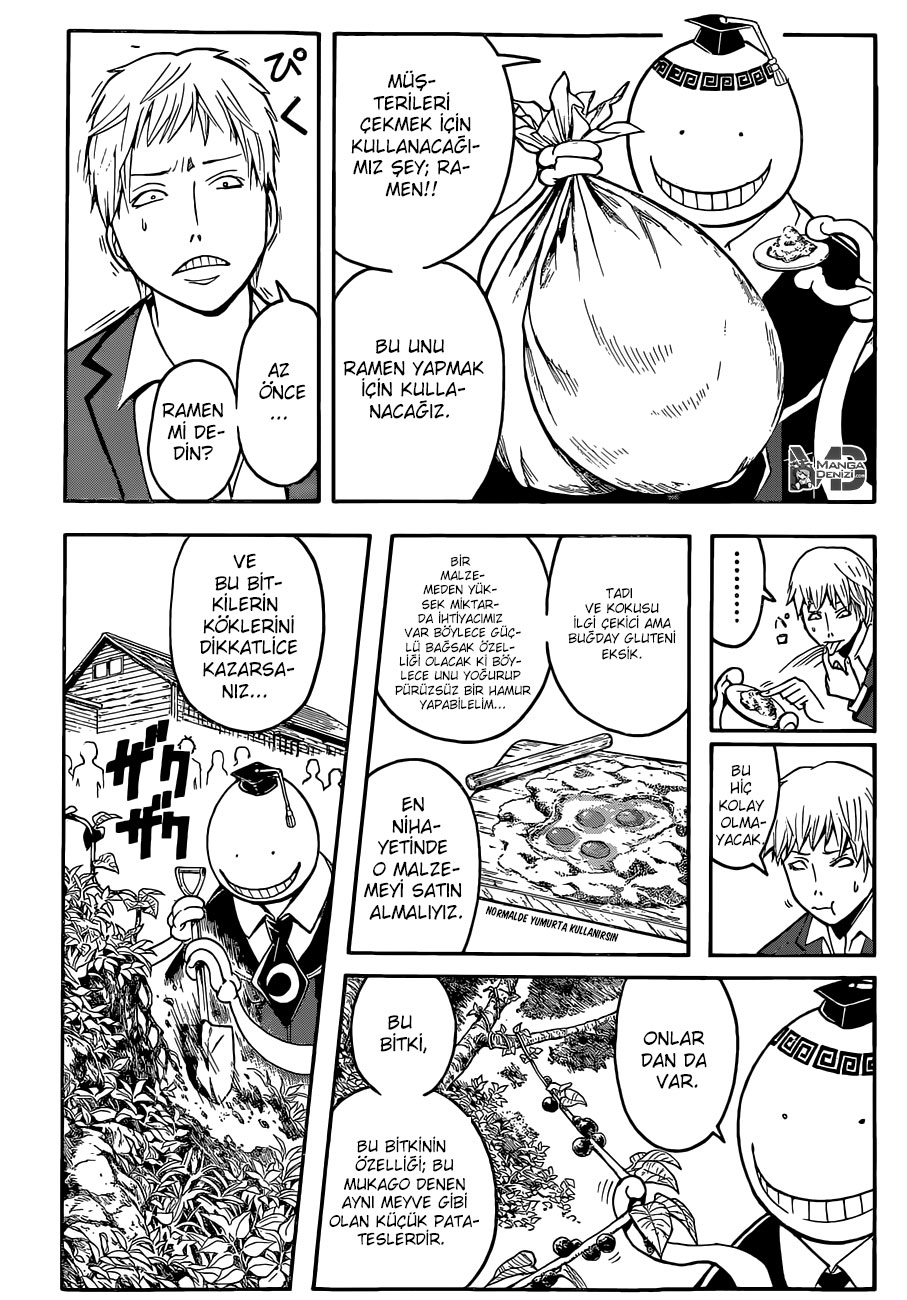 MÜŞ-
TERİLERİ
ÇEKMEK İÇİN
KULLANACAĞI-
MIZ ŞEY; RA-
MEN!!
BU UNU
RAMEN YAPMAK
İÇİN KULLA-
NACAĞIZ.
ぴく
AZ
ÖNCE
...
RAMEN
Mİ DE-
DİN?
MANGA
DENİZİ.com
.........
ペロ
BU
HİÇ
KOLAY
OLMA-
YACAK.
TADI
VE KOKUSU
İLGİ ÇEKİCİ AMA
BUĞDAY GLUTENİ
EKSİK.
BİR
MALZE-
MEDEN YÜK-
SEK MİKTAR-
DA İHTİYACIMIZ
VAR BÖYLECE GÜÇ-
LÜ BAĞSAK ÖZEL-
LİĞİ OLACAK Kİ BÖY-
LECE UNU YOĞURUP
PÜRÜZSÜZ BİR HAMUR
YAPABİLELİM...
EN
NİHA-
YETİNDE
O MALZE-
MEYİ SATIN
ALMALIYIZ.
NORMALDE YUMURTA KULLANIRSIN
VE
BU BİT-
KİLERİN
KÖKLERİNİ
DİKKATLİCE
KAZARSA-
NIZ...
ザク
ザク
ONLAR
DAN DA
VAR.
BU
BİTKİ,
BU BİTKİNİN
ÖZELLİĞİ; BU
MUKAGO DENEN
AYNI MEYVE GİBİ
OLAN KÜÇÜK PATA-
TESLERDİR.